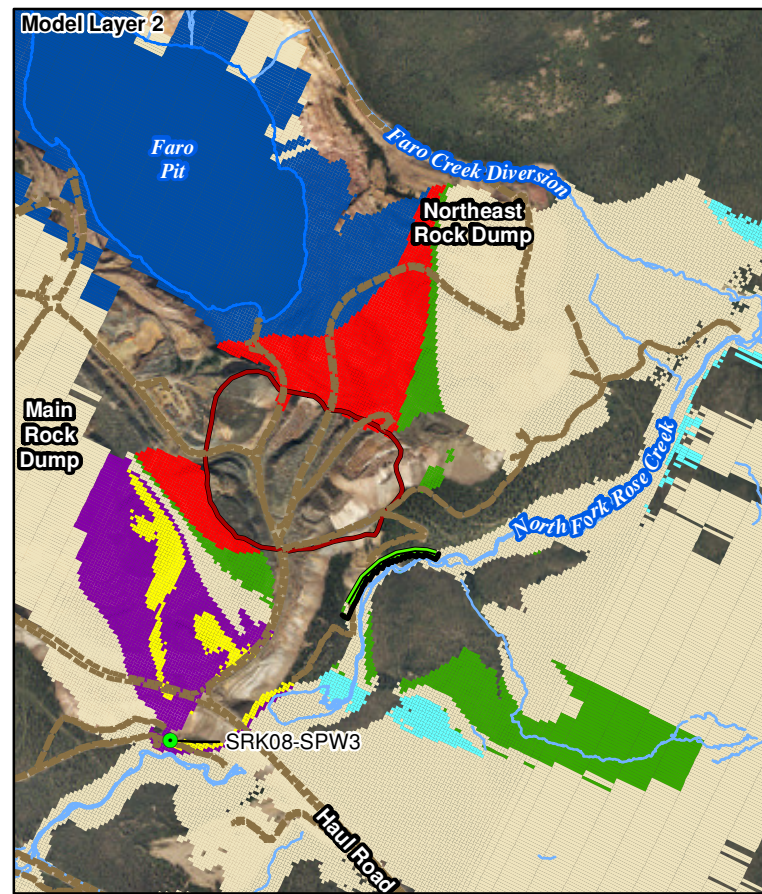 Model Layer 2
Faro
Pit
Faro Creek Diversion
Northeast
Rock Dump
Main
Rock
Dump
North Fork Rose Creek
SRK08-SPW3
Haul Road